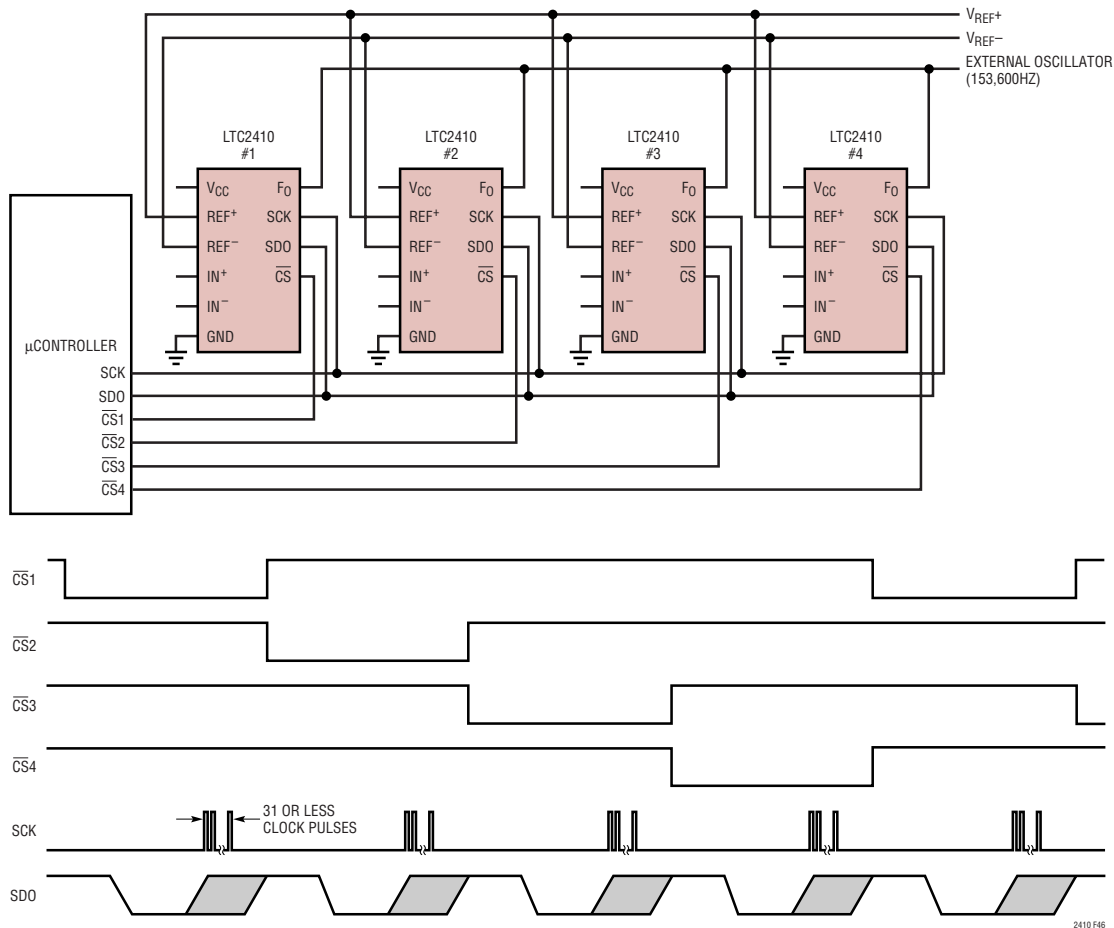 VREF+
VREF−
EXTERNAL OSCILLATOR
(153,600HZ)
LTC2410
#1
LTC2410
#2
LTC2410
#3
LTC2410
#4
VCC FO
REF+ SCK
REF− SDO
IN+ CS
IN−
GND
VCC FO
REF+ SCK
REF− SDO
IN+ CS
IN−
GND
VCC FO
REF+ SCK
REF− SDO
IN+ CS
IN−
GND
VCC FO
REF+ SCK
REF− SDO
IN+ CS
IN−
GND
µCONTROLLER
SCK
SDO
CS1
CS2
CS3
CS4
CS1
CS2
CS3
CS4
SCK
31 OR LESS
CLOCK PULSES
SDO
2410 F46